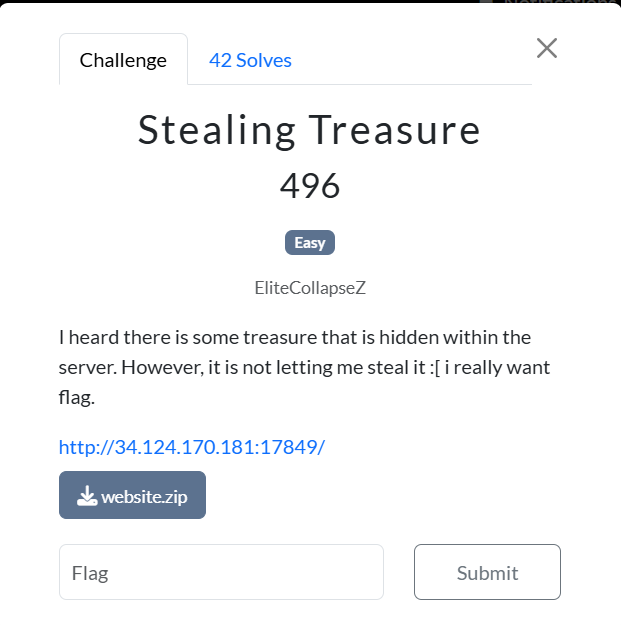 Challenge
42 Solves
Stealing Treasure
496
Easy
EliteCollapseZ
I heard there is some treasure that is hidden within the
server. However, it is not letting me steal it :[ i really want
flag.
http://34.124.170.181:17849/
website.zip
Flag
Submit